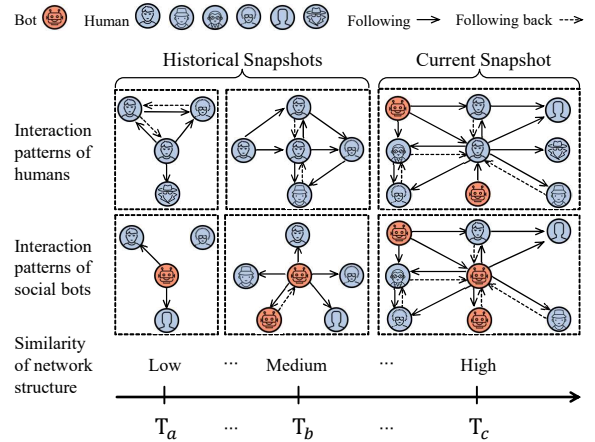 Bot Human Following Following back
Historical Snapshots Current Snapshot
Interaction
patterns of
humans
Interaction
patterns of
social bots
Similarity
of network
structure
Low ... Medium ... High
Tₐ ... T_b ... T_c